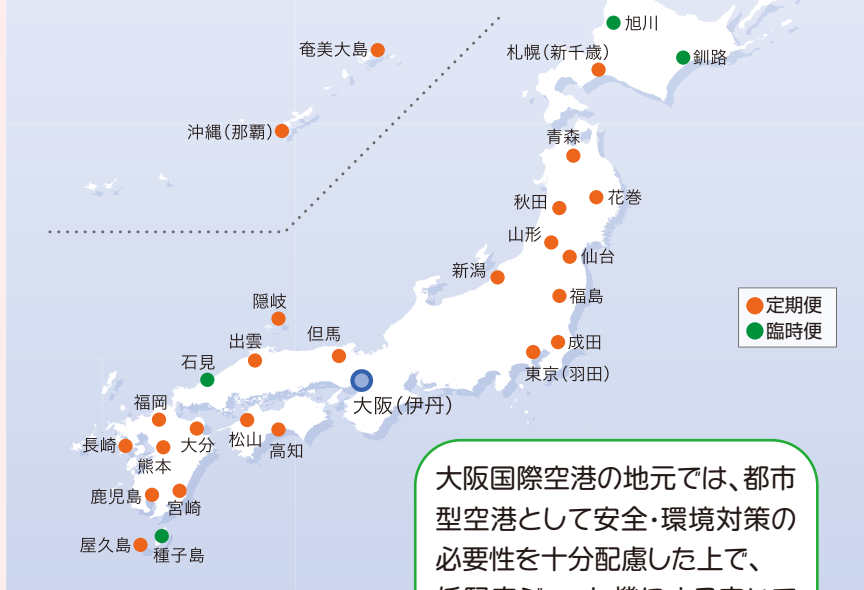 旭川
奄美大島
札幌(新千歳)
釧路
沖縄(那覇)
青森
花巻
秋田
山形
仙台
新潟
福島
隠岐
定期便
臨時便
但馬
出雲
成田
石見
東京(羽田)
福岡
大阪(伊丹)
長崎
大分
松山
高知
熊本
鹿児島
宮崎
屋久島
種子島
大阪国際空港の地元では、都市
型空港として安全・環境対策の
必要性を十分配慮した上で、